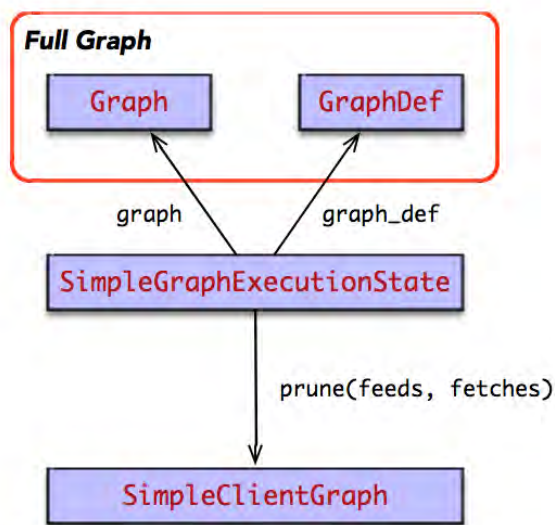 Full Graph
Graph
GraphDef
graph
graph_def
SimpleGraphExecutionState
prune(feeds, fetches)
SimpleClientGraph